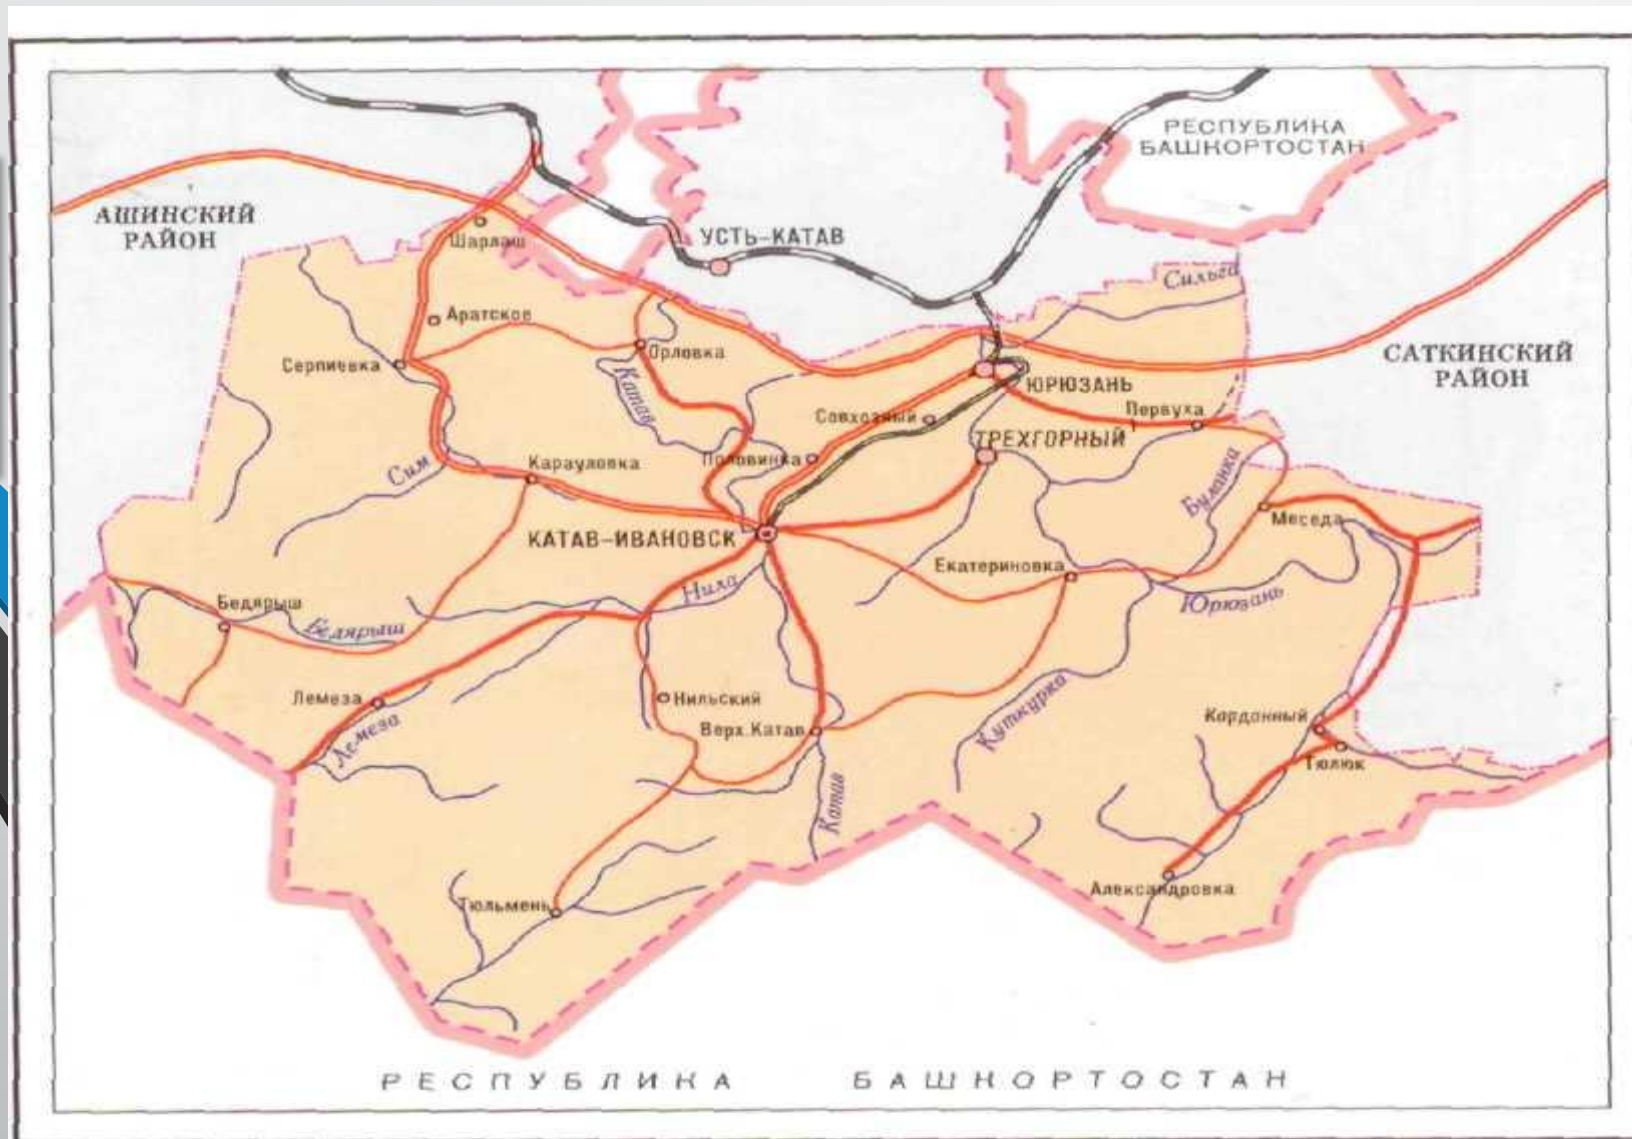 РЕСПУБЛИКА
БАШКОРТОСТАН
АШИНСКИЙ
РАЙОН
Шарлаш
УСТЬ-КАТАВ
Сильга
Аратское
Серпиевка
Орловка
Катав
САТКИНСКИЙ
РАЙОН
ЮРЮЗАНЬ
Совхозный
Первуха
ТРЕХГОРНЫЙ
Сим
Карауловка
Половинка
Буланка
Меседа
КАТАВ-ИВАНОВСК
Екатериновка
Нила
Юрюзань
Бедярыш
Бедярыш
Лемеза
Лемеза
Нильский
Верх.Катав
Куткурка
Кордонный
Тюлюк
Катав
Александровка
Тюльмень
РЕСПУБЛИКА БАШКОРТОСТАН